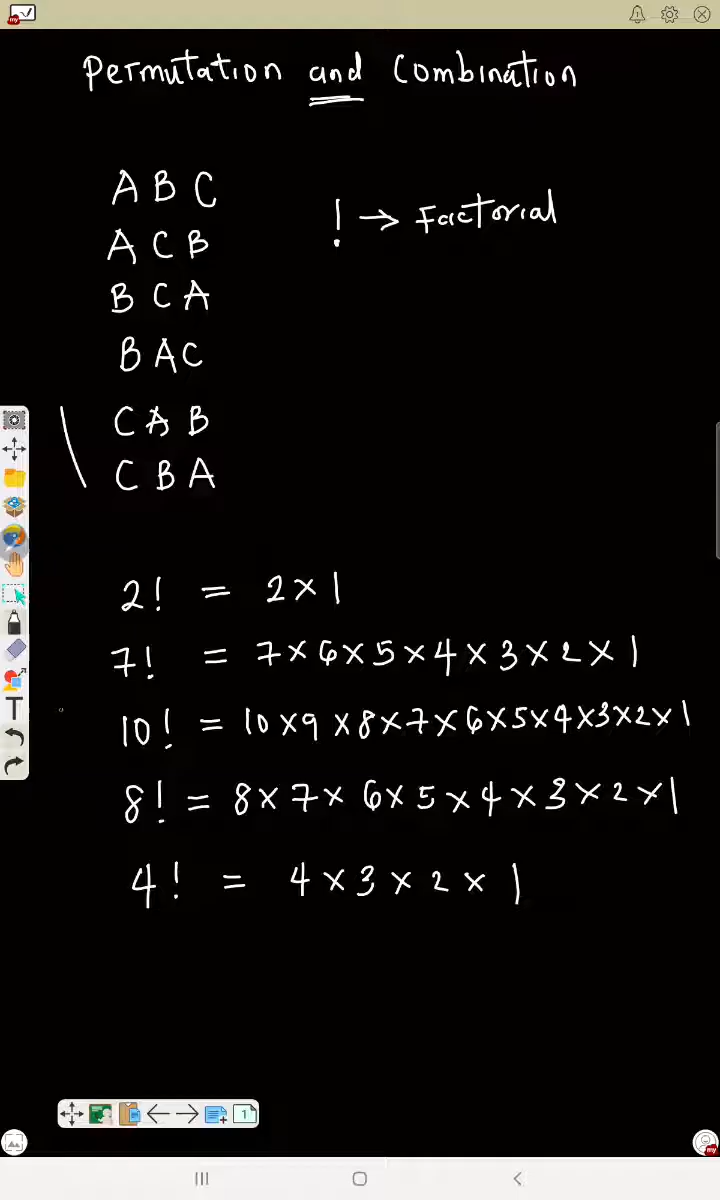 Permutation and Combination
A B C
! → Factorial
A C B
B C A
B A C
C A B
C B A
2! = 2 × 1
7! = 7 × 6 × 5 × 4 × 3 × 2 × 1
10! = 10 × 9 × 8 × 7 × 6 × 5 × 4 × 3 × 2 × 1
8! = 8 × 7 × 6 × 5 × 4 × 3 × 2 × 1
4! = 4 × 3 × 2 × 1
T
1